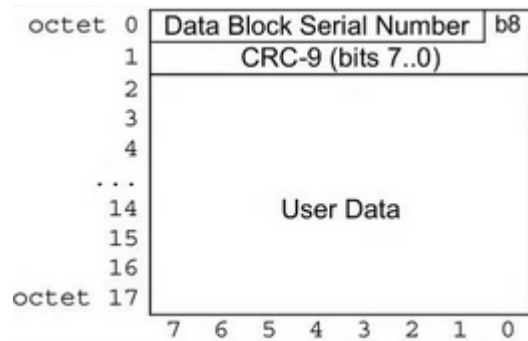 octet 0 Data Block Serial Number b8
1 CRC-9 (bits 7..0)
2
3
4
...
14 User Data
15
16
octet 17
7 6 5 4 3 2 1 0